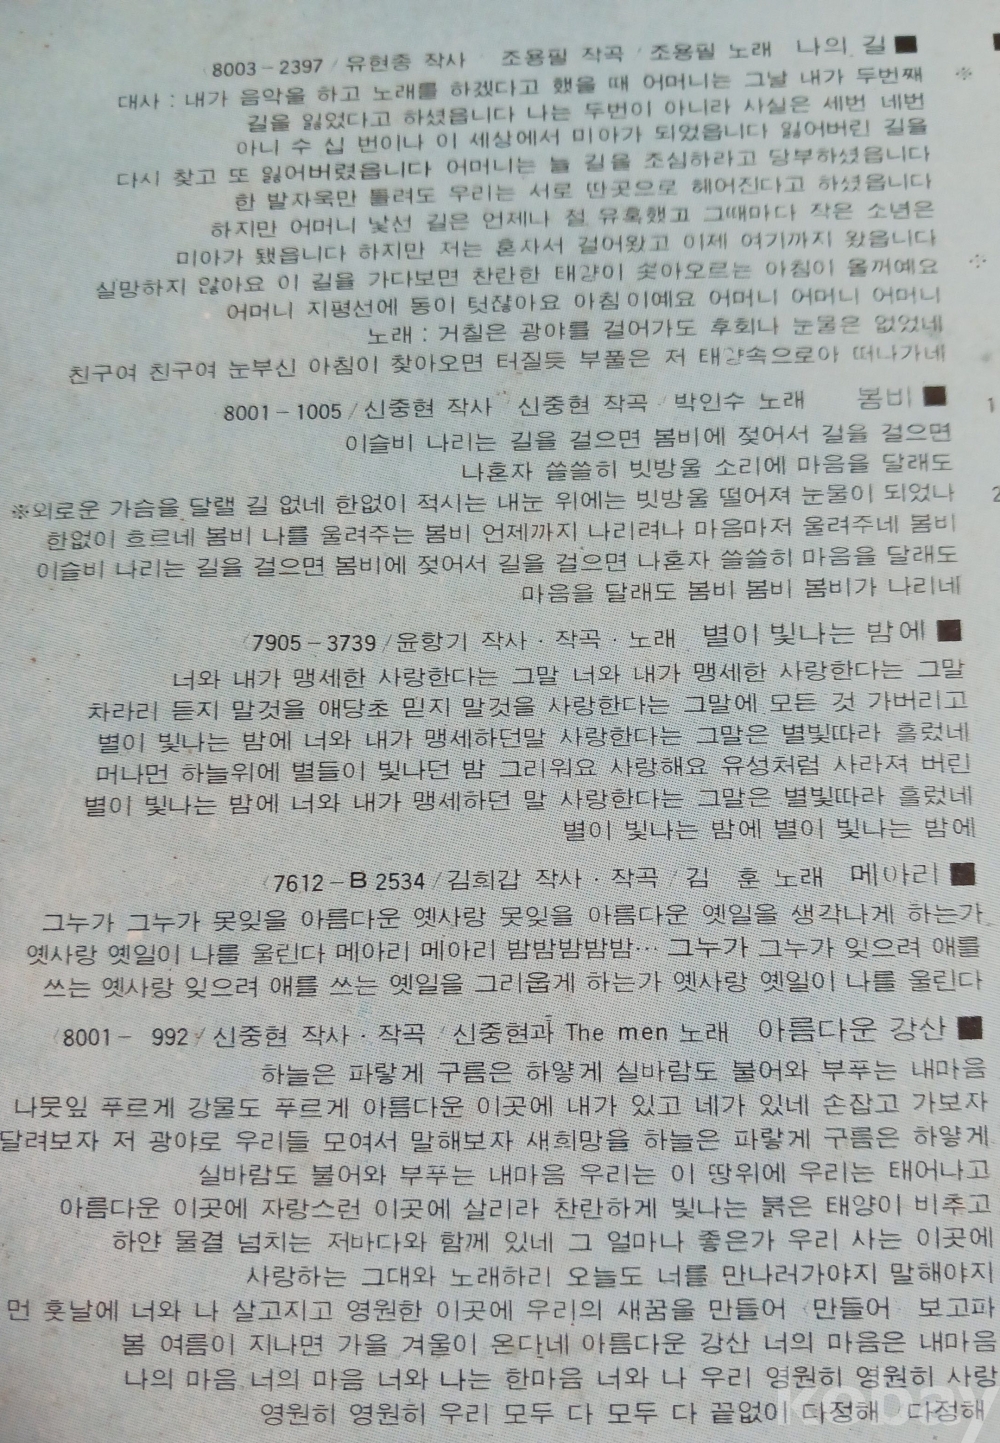 8003-2397/유현종 작사 조용필 작곡/조용필 노래 나의 길■
대사 : 내가 음악을 하고 노래를 하겠다고 했을 때 어머니는 그날 내가 두번째 ※
길을 잃었다고 하셨읍니다 나는 두번이 아니라 사실은 세번 네번
아니 수 십 번이나 이 세상에서 미아가 되었읍니다 잃어버린 길을
다시 찾고 또 잃어버렸읍니다 어머니는 늘 길을 조심하라고 당부하셨읍니다
한 발자욱만 틀려도 우리는 서로 딴곳으로 헤어진다고 하셨읍니다
하지만 어머니 낯선 길은 언제나 절 유혹했고 그때마다 작은 소년은
미아가 됐읍니다 하지만 저는 혼자서 걸어왔고 이제 여기까지 왔읍니다
실망하지 않아요 이 길을 가다보면 찬란한 태양이 솟아오르는 아침이 올꺼예요
어머니 지평선에 동이 텃잖아요 아침이예요 어머니 어머니 어머니
노래 : 거칠은 광야를 걸어가도 후회나 눈물은 없었네
친구여 친구여 눈부신 아침이 찾아오면 터질듯 부풀은 저 태양속으로아 떠나가네
8001-1005/신중현 작사 신중현 작곡/박인수 노래 봄비■
이슬비 나리는 길을 걸으면 봄비에 젖어서 길을 걸으면
나혼자 쓸쓸히 빗방울 소리에 마음을 달래도
※외로운 가슴을 달랠 길 없네 한없이 적시는 내눈 위에는 빗방울 떨어져 눈물이 되었나
한없이 흐르네 봄비 나를 울려주는 봄비 언제까지 나리려나 마음마저 울려주네 봄비
이슬비 나리는 길을 걸으면 봄비에 젖어서 길을 걸으면 나혼자 쓸쓸히 마음을 달래도
마음을 달래도 봄비 봄비 봄비가 나리네
(7905-3739/윤항기 작사·작곡·노래 별이 빛나는 밤에■
너와 내가 맹세한 사랑한다는 그말 너와 내가 맹세한 사랑한다는 그말
차라리 듣지 말것을 애당초 믿지 말것을 사랑한다는 그말에 모든 것 가버리고
별이 빛나는 밤에 너와 내가 맹세하던말 사랑한다는 그말은 별빛따라 흘렀네
머나먼 하늘위에 별들이 빛나던 밤 그리워요 사랑해요 유성처럼 사라져 버린
별이 빛나는 밤에 너와 내가 맹세하던 말 사랑한다는 그말은 별빛따라 흘렀네
별이 빛나는 밤에 별이 빛나는 밤에
(7612-B 2534/김희갑 작사·작곡/김 훈 노래 메아리■
그누가 그누가 못잊을 아름다운 옛사랑 못잊을 아름다운 옛일을 생각나게 하는가
옛사랑 옛일이 나를 울린다 메아리 메아리 밤밤밤밤밤… 그누가 그누가 잊으려 애를
쓰는 옛사랑 잊으려 애를 쓰는 옛일을 그리웁게 하는가 옛사랑 옛일이 나를 울린다
(8001- 992/신중현 작사·작곡/신중현과 The men 노래 아름다운 강산■
하늘은 파랗게 구름은 하얗게 실바람도 불어와 부푸는 내마음
나뭇잎 푸르게 강물도 푸르게 아름다운 이곳에 내가 있고 네가 있네 손잡고 가보자
달려보자 저 광야로 우리들 모여서 말해보자 새희망을 하늘은 파랗게 구름은 하얗게
실바람도 불어와 부푸는 내마음 우리는 이 땅위에 우리는 태어나고
아름다운 이곳에 자랑스런 이곳에 살리라 찬란하게 빛나는 붉은 태양이 비추고
하얀 물결 넘치는 저바다와 함께 있네 그 얼마나 좋은가 우리 사는 이곳에
사랑하는 그대와 노래하리 오늘도 너를 만나러가야지 말해야지
먼 훗날에 너와 나 살고지고 영원한 이곳에 우리의 새꿈을 만들어 (만들어) 보고파
봄 여름이 지나면 가을 겨울이 온다네 아름다운 강산 너의 마음은 내마음
나의 마음 너의 마음 너와 나는 한마음 너와 나 우리 영원히 영원히 사랑
영원히 영원히 우리 모두 다 모두 다 끝없이 다정해 (다정해
kobay